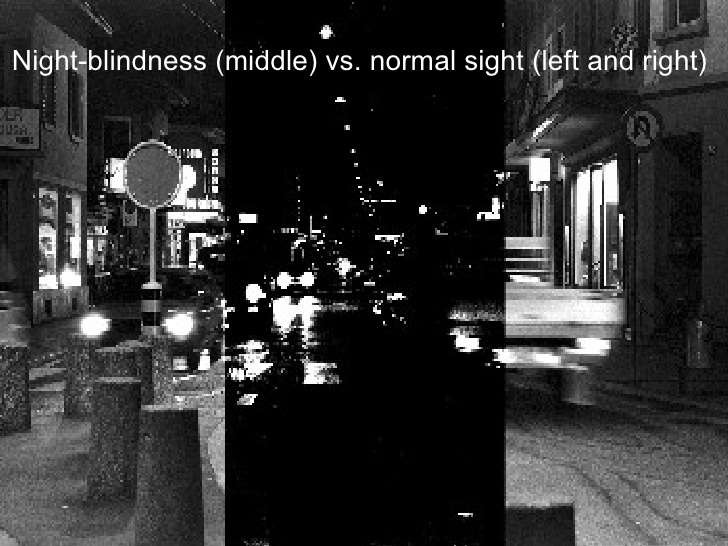 Night-blindness (middle) vs. normal sight (left and right)